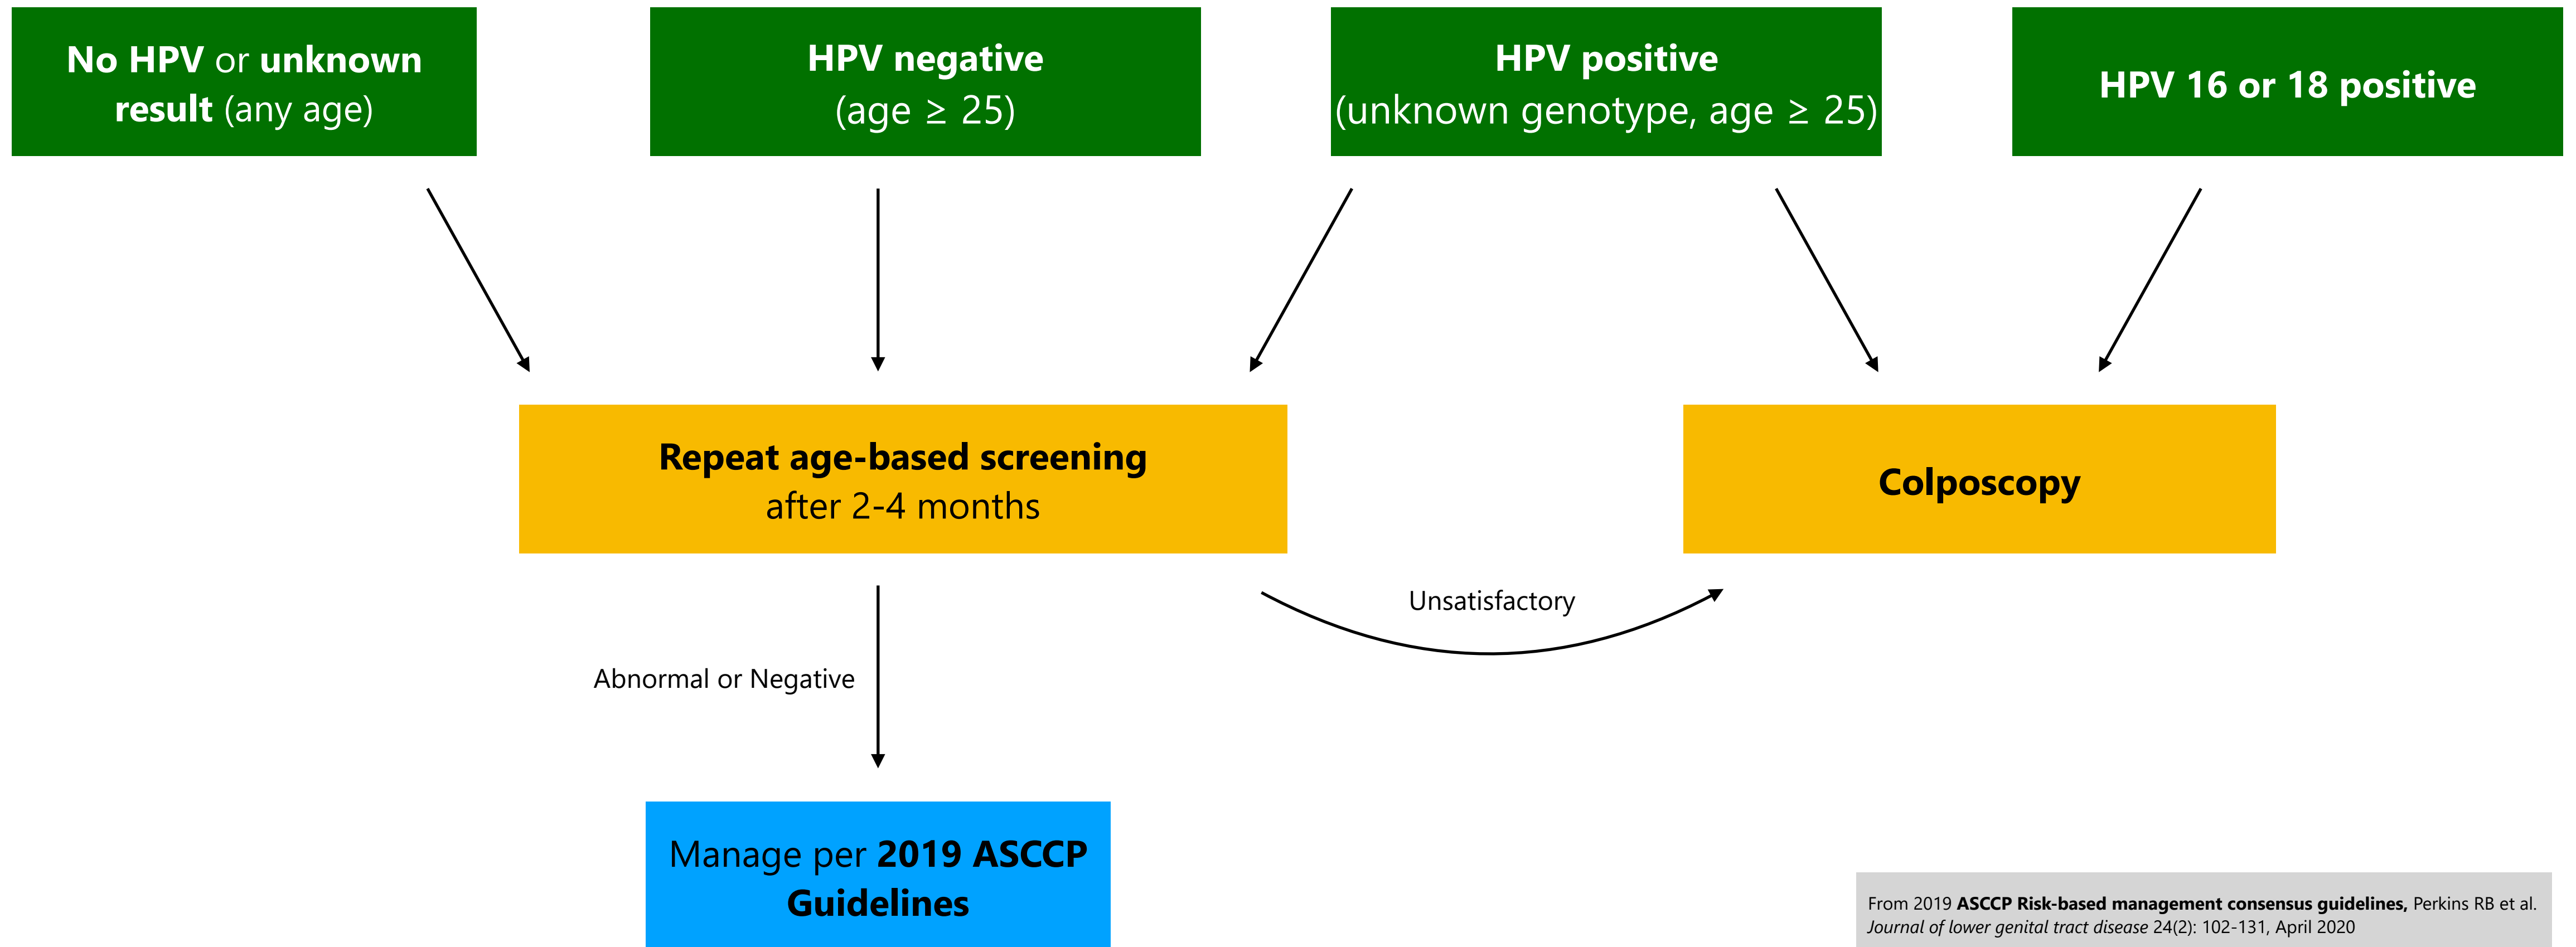 No HPV or unknown
result (any age)
HPV negative
(age ≥ 25)
HPV positive
(unknown genotype, age ≥ 25)
HPV 16 or 18 positive
Repeat age-based screening
after 2-4 months
Colposcopy
Unsatisfactory
Abnormal or Negative
Manage per 2019 ASCCP
Guidelines
From 2019 ASCCP Risk-based management consensus guidelines, Perkins RB et al.
Journal of lower genital tract disease 24(2): 102-131, April 2020